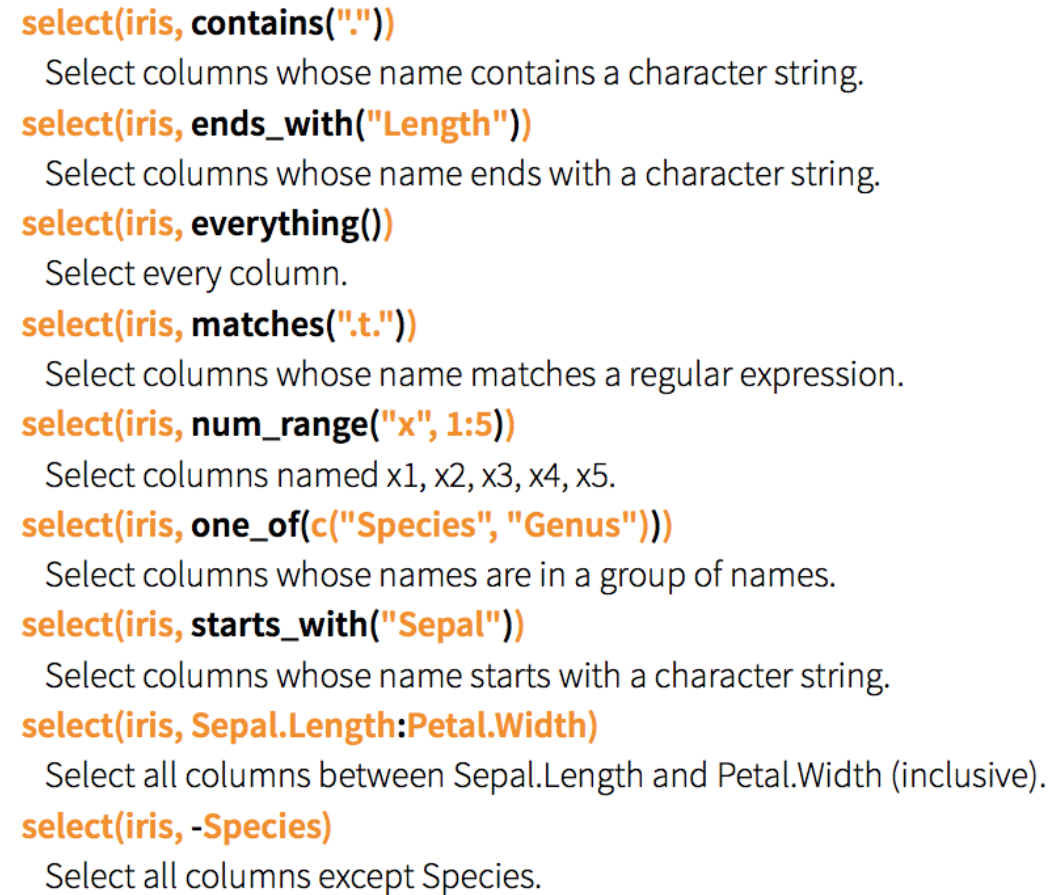 select(iris, contains("."))
Select columns whose name contains a character string.
select(iris, ends_with("Length"))
Select columns whose name ends with a character string.
select(iris, everything())
Select every column.
select(iris, matches(".t."))
Select columns whose name matches a regular expression.
select(iris, num_range("x", 1:5))
Select columns named x1, x2, x3, x4, x5.
select(iris, one_of(c("Species", "Genus")))
Select columns whose names are in a group of names.
select(iris, starts_with("Sepal"))
Select columns whose name starts with a character string.
select(iris, Sepal.Length:Petal.Width)
Select all columns between Sepal.Length and Petal.Width (inclusive).
select(iris, -Species)
Select all columns except Species.